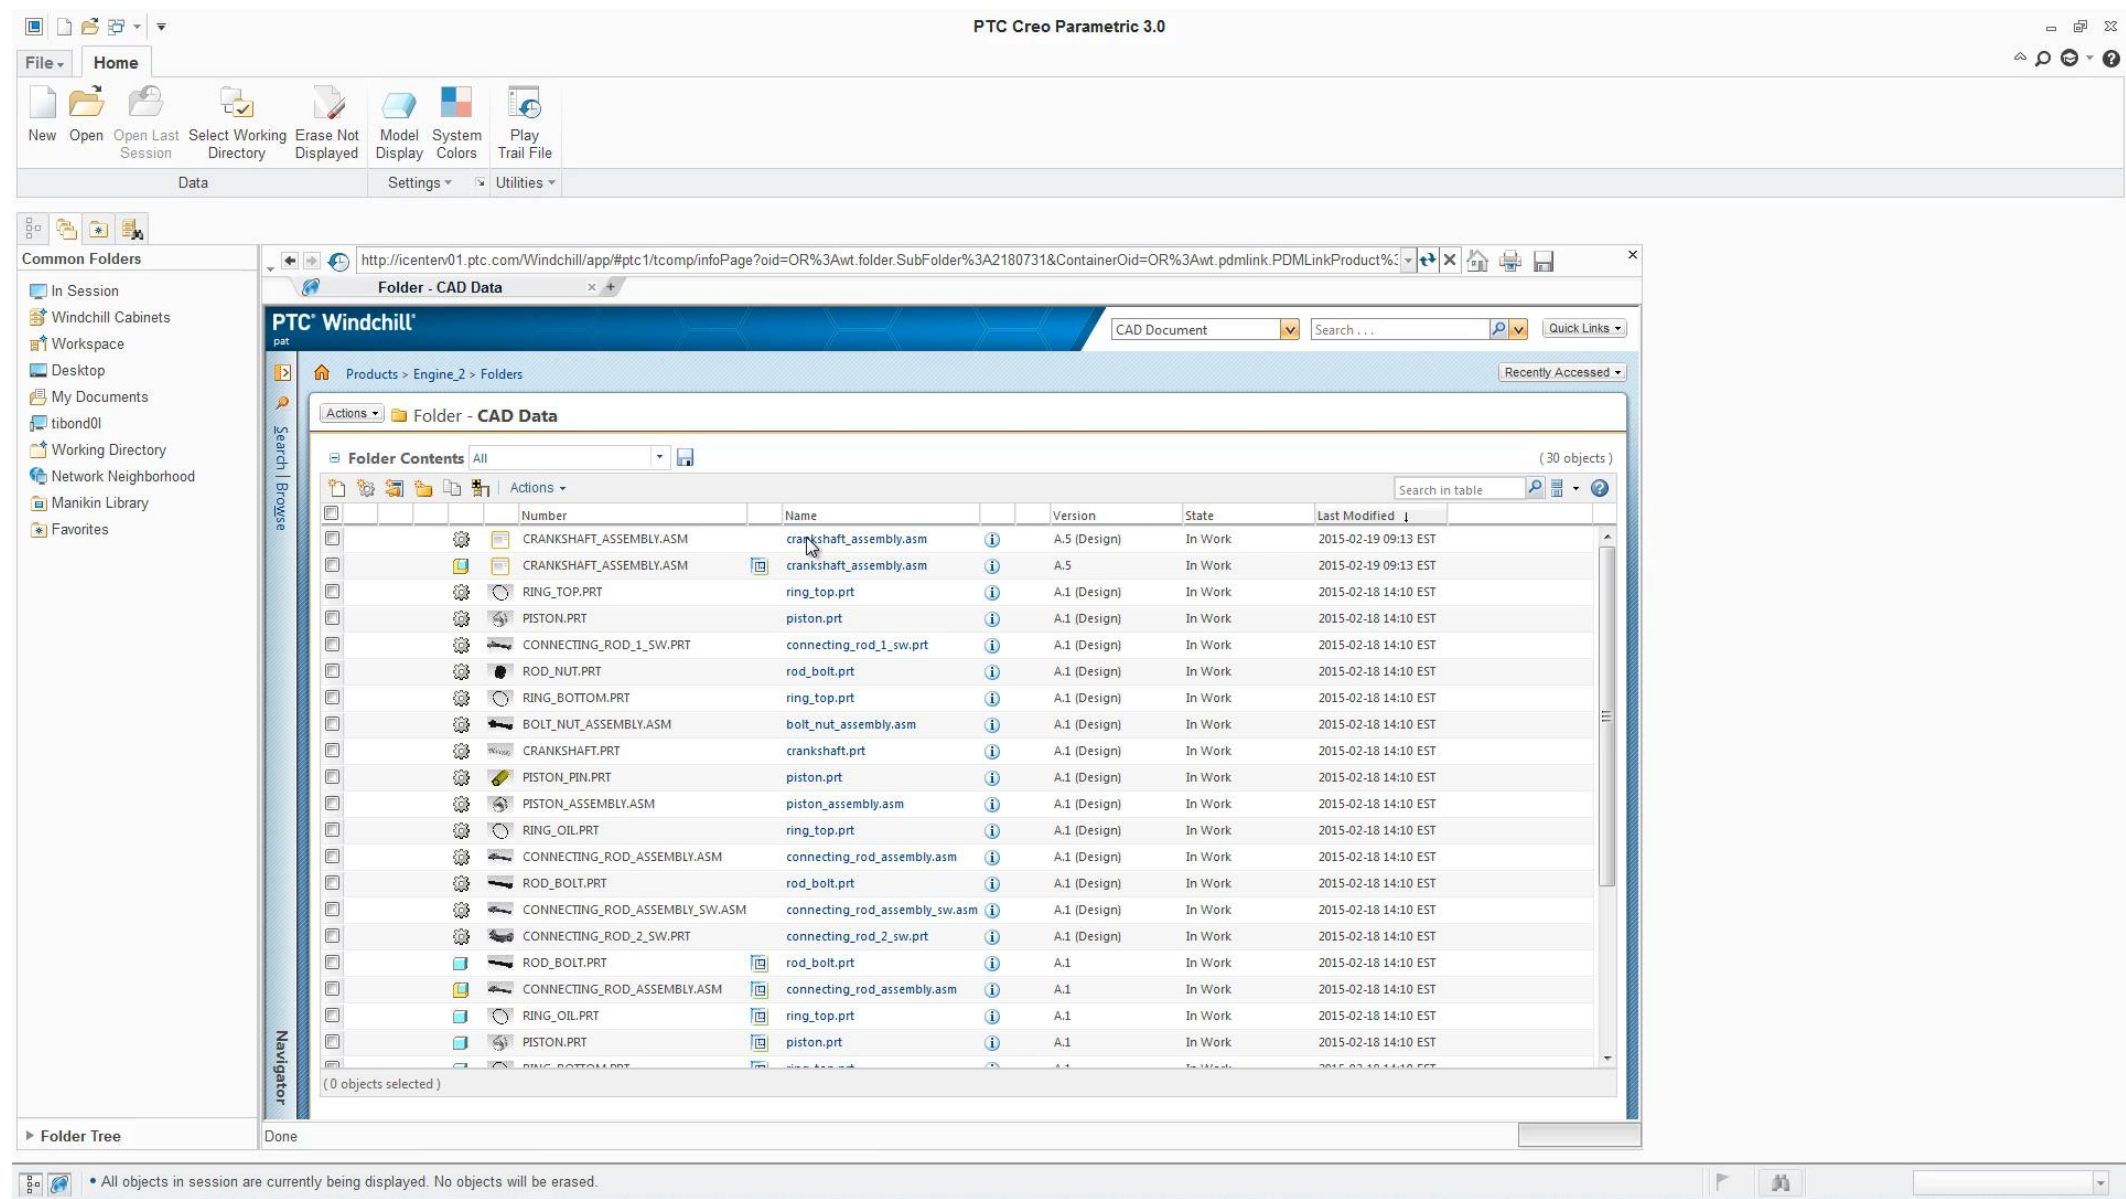 PTC Creo Parametric 3.0
File
Home
New
Open
Open Last Session
Select Working Directory
Erase Not Displayed
Model Display
System Colors
Play Trail File
Data
Settings
Utilities
Common Folders
In Session
Windchill Cabinets
Workspace
Desktop
My Documents
tibond0l
Working Directory
Network Neighborhood
Manikin Library
Favorites
Folder Tree
http://icenterv01.ptc.com/Windchill/app/#ptc1/tcomp/infoPage?oid=OR%3Awt.folder.SubFolder%3A2180731&ContainerOid=OR%3Awt.pdmlink.PDMLinkProduct%3
Folder - CAD Data
PTC Windchill
pat
CAD Document
Search . . .
Quick Links
Products > Engine_2 > Folders
Recently Accessed
Search | Browse
Navigator
Actions Folder - CAD Data
Folder Contents All (30 objects)
Actions
Search in table
Number Name Version State Last Modified
CRANKSHAFT_ASSEMBLY.ASM crankshaft_assembly.asm A.5 (Design) In Work 2015-02-19 09:13 EST
CRANKSHAFT_ASSEMBLY.ASM crankshaft_assembly.asm A.5 In Work 2015-02-19 09:13 EST
RING_TOP.PRT ring_top.prt A.1 (Design) In Work 2015-02-18 14:10 EST
PISTON.PRT piston.prt A.1 (Design) In Work 2015-02-18 14:10 EST
CONNECTING_ROD_1_SW.PRT connecting_rod_1_sw.prt A.1 (Design) In Work 2015-02-18 14:10 EST
ROD_NUT.PRT rod_bolt.prt A.1 (Design) In Work 2015-02-18 14:10 EST
RING_BOTTOM.PRT ring_top.prt A.1 (Design) In Work 2015-02-18 14:10 EST
BOLT_NUT_ASSEMBLY.ASM bolt_nut_assembly.asm A.1 (Design) In Work 2015-02-18 14:10 EST
CRANKSHAFT.PRT crankshaft.prt A.1 (Design) In Work 2015-02-18 14:10 EST
PISTON_PIN.PRT piston.prt A.1 (Design) In Work 2015-02-18 14:10 EST
PISTON_ASSEMBLY.ASM piston_assembly.asm A.1 (Design) In Work 2015-02-18 14:10 EST
RING_OIL.PRT ring_top.prt A.1 (Design) In Work 2015-02-18 14:10 EST
CONNECTING_ROD_ASSEMBLY.ASM connecting_rod_assembly.asm A.1 (Design) In Work 2015-02-18 14:10 EST
ROD_BOLT.PRT rod_bolt.prt A.1 (Design) In Work 2015-02-18 14:10 EST
CONNECTING_ROD_ASSEMBLY_SW.ASM connecting_rod_assembly_sw.asm A.1 (Design) In Work 2015-02-18 14:10 EST
CONNECTING_ROD_2_SW.PRT connecting_rod_2_sw.prt A.1 (Design) In Work 2015-02-18 14:10 EST
ROD_BOLT.PRT rod_bolt.prt A.1 In Work 2015-02-18 14:10 EST
CONNECTING_ROD_ASSEMBLY.ASM connecting_rod_assembly.asm A.1 In Work 2015-02-18 14:10 EST
RING_OIL.PRT ring_top.prt A.1 In Work 2015-02-18 14:10 EST
PISTON.PRT piston.prt A.1 In Work 2015-02-18 14:10 EST
RING_BOTTOM.PRT ring_top.prt A.1 In Work 2015-02-18 14:10 EST
(0 objects selected)
Done
• All objects in session are currently being displayed. No objects will be erased.